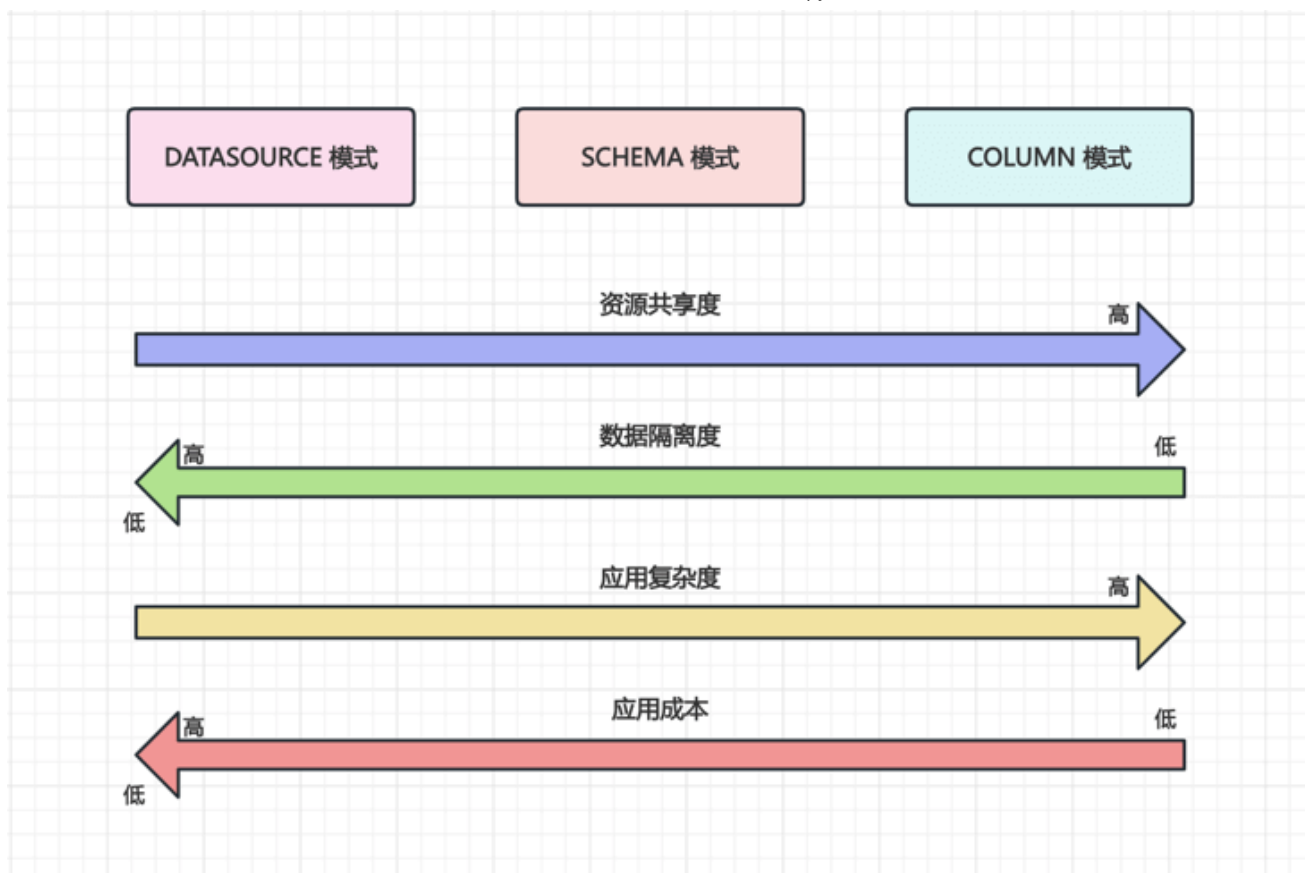 DATASOURCE 模式
SCHEMA 模式
COLUMN 模式
资源共享度
高
数据隔离度
高
低
低
应用复杂度
高
应用成本
高
低
低